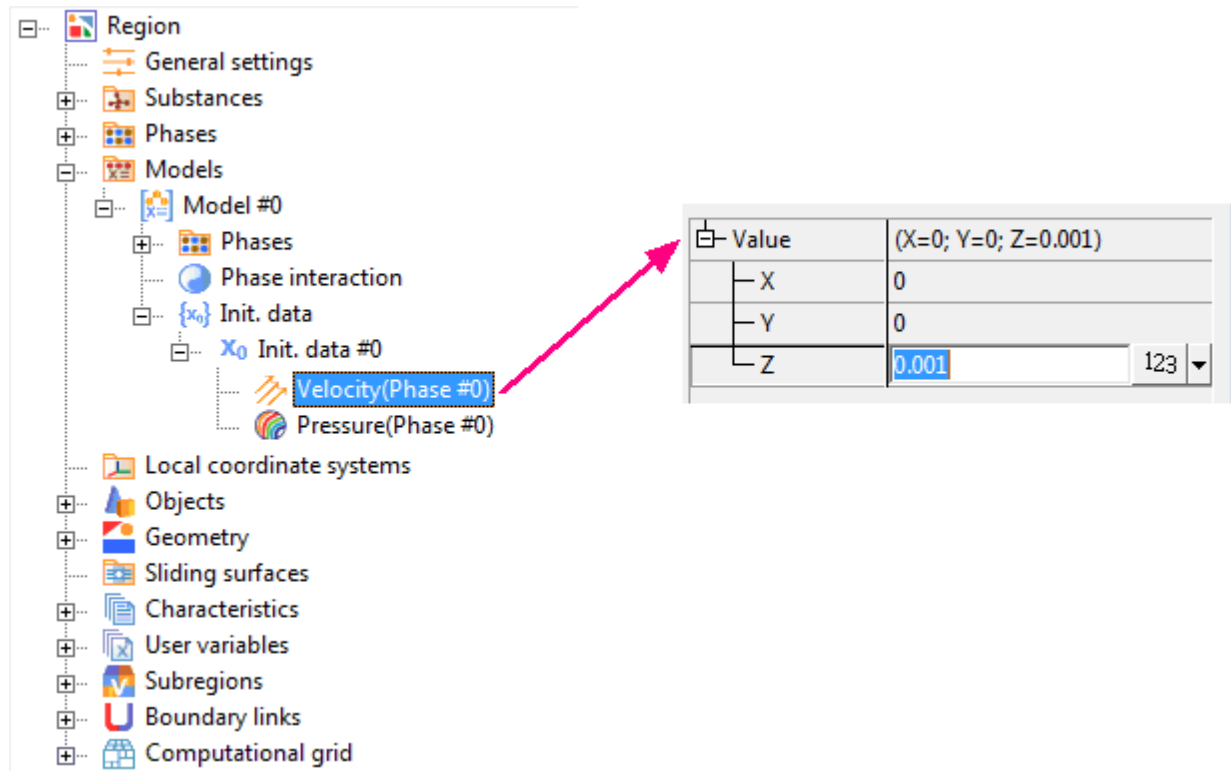 Region
General settings
Substances
Phases
Models
Model #0
Phases
Phase interaction
{x₀} Init. data
X₀ Init. data #0
Velocity(Phase #0)
Pressure(Phase #0)
Local coordinate systems
Objects
Geometry
Sliding surfaces
Characteristics
User variables
Subregions
Boundary links
Computational grid
Value (X=0; Y=0; Z=0.001)
X 0
Y 0
Z 0.001 123